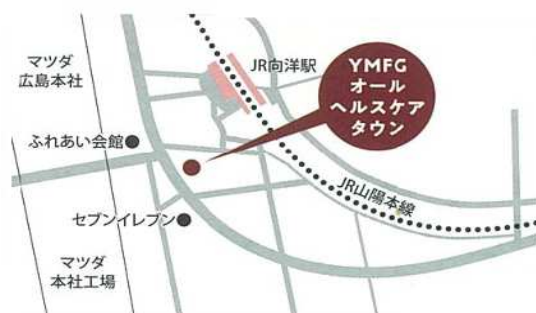 マツダ
広島本社
JR向洋駅
YMFG
オール
ヘルスケア
タウン
ふれあい会館
JR山陽本線
セブンイレブン
マツダ
本社工場